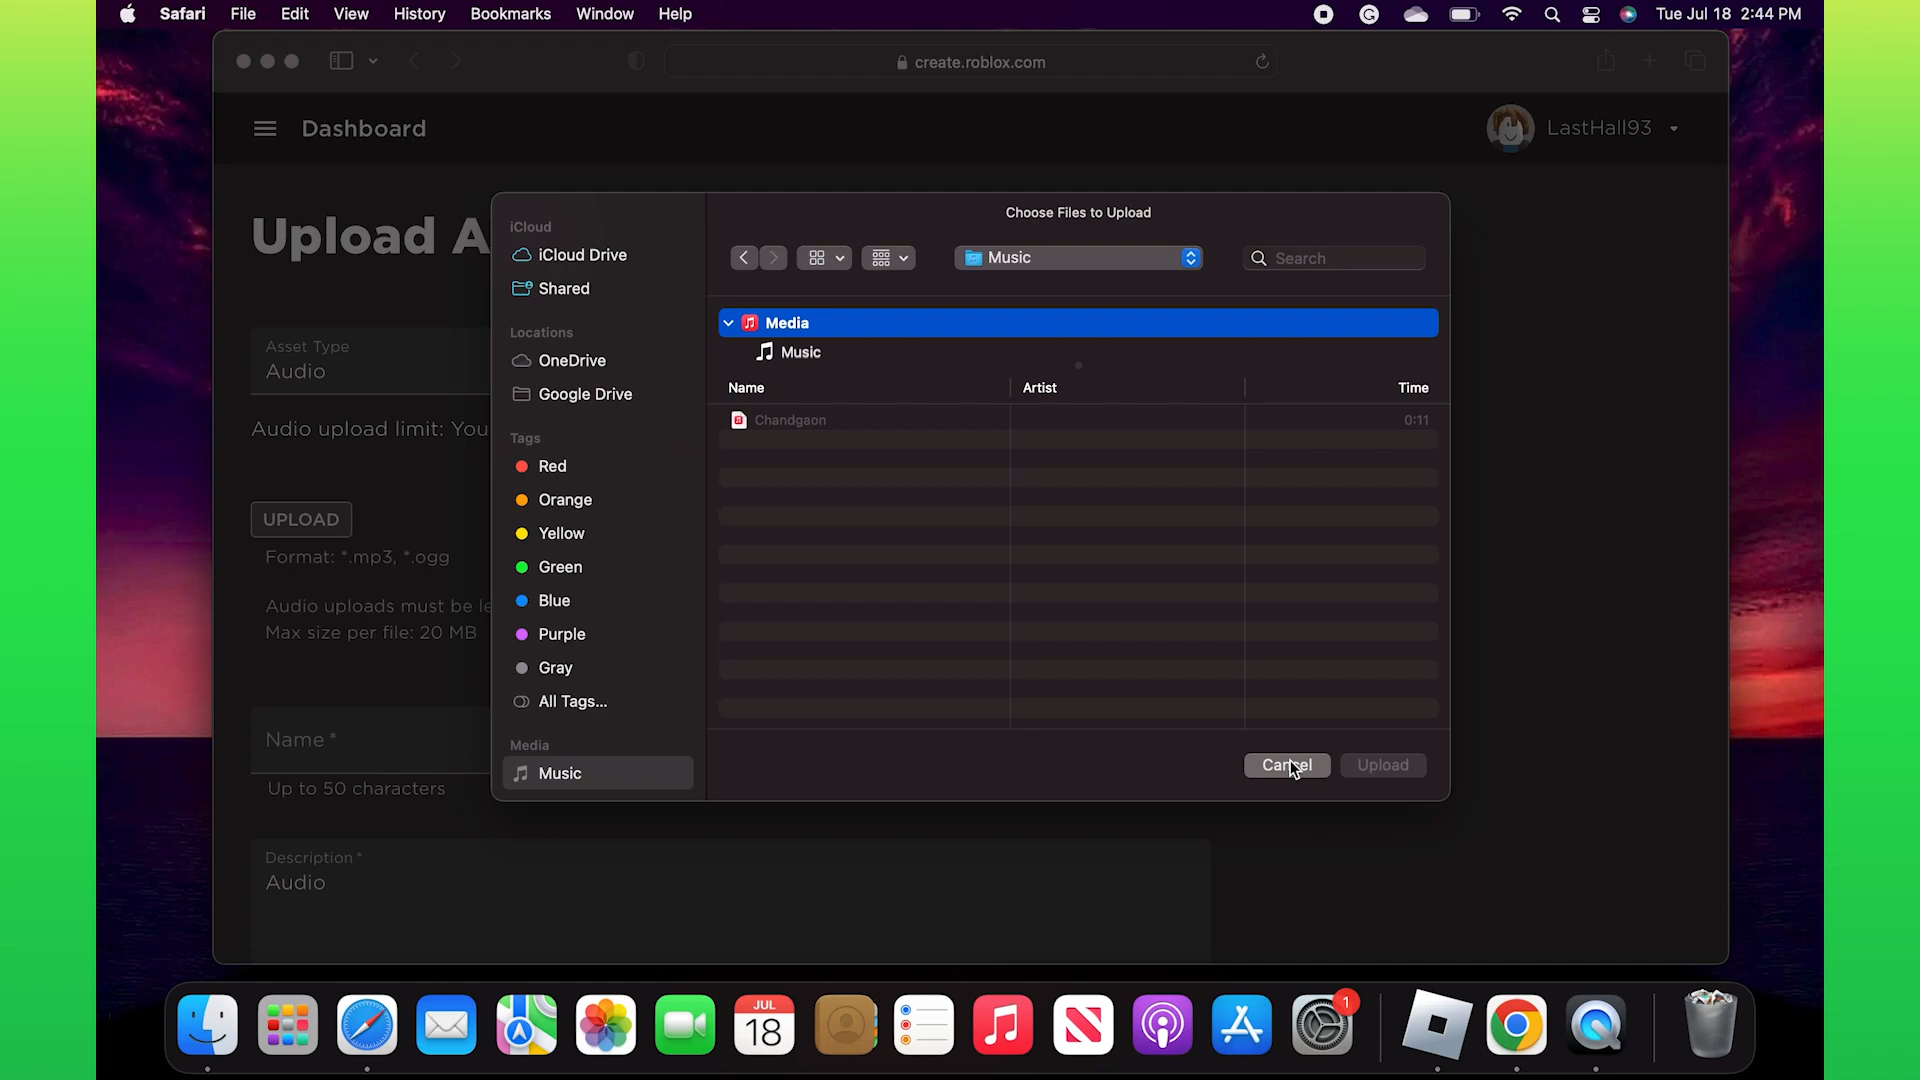 Safari File Edit View History Bookmarks Window Help Tue Jul 18 2:44 PM
create.roblox.com
Dashboard
LastHall93
Upload A
Asset Type
Audio
Audio upload limit: You
UPLOAD
Format: *.mp3, *.ogg
Audio uploads must be le
Max size per file: 20 MB
Name *
Up to 50 characters
Description *
Audio
iCloud
iCloud Drive
Shared
Locations
OneDrive
Google Drive
Tags
Red
Orange
Yellow
Green
Blue
Purple
Gray
All Tags...
Media
Music
Choose Files to Upload
Music
Search
Media
Music
Name Artist Time
Chandgaon 0:11
Cancel Upload
JUL
18
1